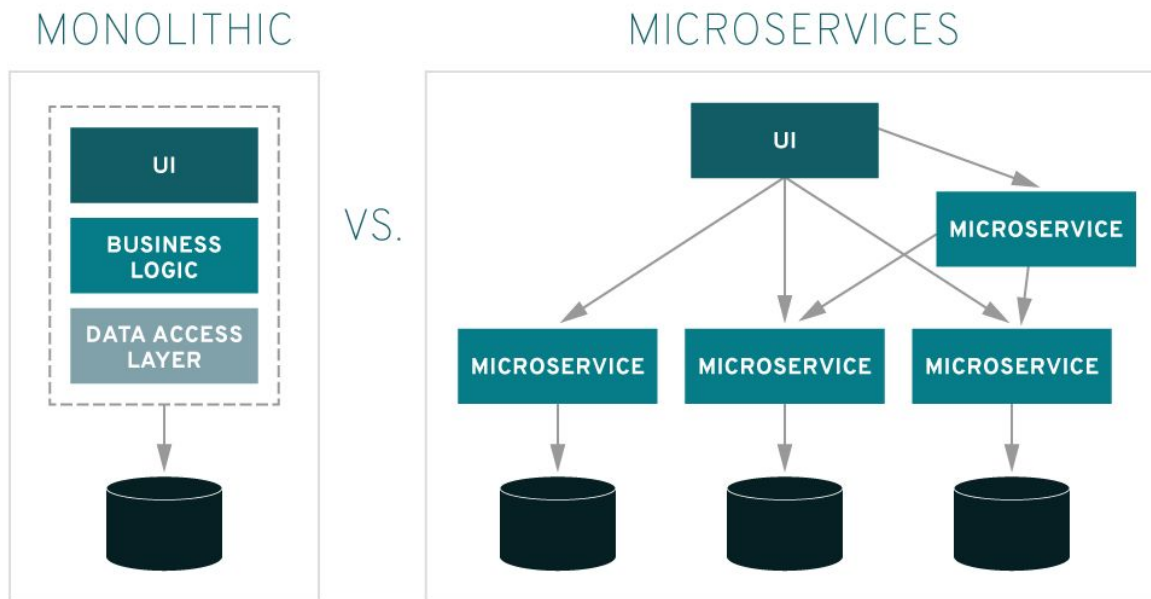 MONOLITHIC
MICROSERVICES
VS.
UI
BUSINESS
LOGIC
DATA ACCESS
LAYER
UI
MICROSERVICE
MICROSERVICE
MICROSERVICE
MICROSERVICE